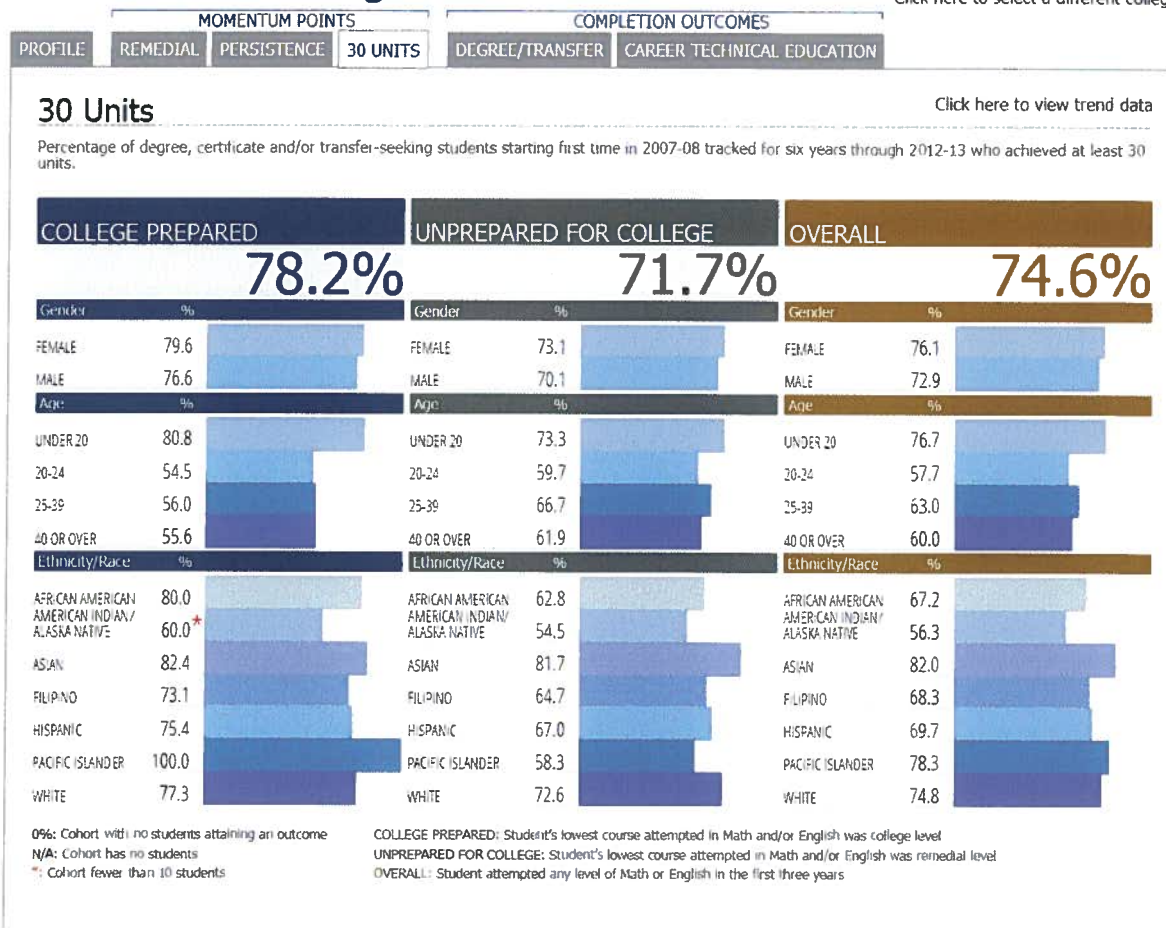 Click here to select a different colleg
MOMENTUM POINTS
COMPLETION OUTCOMES
PROFILE REMEDIAL PERSISTENCE 30 UNITS DEGREE/TRANSFER CAREER TECHNICAL EDUCATION
30 Units
Click here to view trend data
Percentage of degree, certificate and/or transfer-seeking students starting first time in 2007-08 tracked for six years through 2012-13 who achieved at least 30
units.
COLLEGE PREPARED UNPREPARED FOR COLLEGE OVERALL
78.2% 71.7% 74.6%
Gender % Gender % Gender %
FEMALE 79.6 FEMALE 73.1 FEMALE 76.1
MALE 76.6 MALE 70.1 MALE 72.9
Age % Age % Age %
UNDER 20 80.8 UNDER 20 73.3 UNDER 20 76.7
20-24 54.5 20-24 59.7 20-24 57.7
25-39 56.0 25-39 66.7 25-39 63.0
40 OR OVER 55.6 40 OR OVER 61.9 40 OR OVER 60.0
Ethnicity/Race % Ethnicity/Race % Ethnicity/Race %
AFRICAN AMERICAN 80.0 AFRICAN AMERICAN 62.8 AFRICAN AMERICAN 67.2
AMERICAN INDIAN/ AMERICAN INDIAN/ AMERICAN INDIAN/
ALASKA NATIVE 60.0* ALASKA NATIVE 54.5 ALASKA NATIVE 56.3
ASIAN 82.4 ASIAN 81.7 ASIAN 82.0
FILIPINO 73.1 FILIPINO 64.7 FILIPINO 68.3
HISPANIC 75.4 HISPANIC 67.0 HISPANIC 69.7
PACIFIC ISLANDER 100.0 PACIFIC ISLANDER 58.3 PACIFIC ISLANDER 78.3
WHITE 77.3 WHITE 72.6 WHITE 74.8
0%: Cohort with no students attaining an outcome COLLEGE PREPARED: Student's lowest course attempted in Math and/or English was college level
N/A: Cohort has no students UNPREPARED FOR COLLEGE: Student's lowest course attempted in Math and/or English was remedial level
*: Cohort fewer than 10 students OVERALL: Student attempted any level of Math or English in the first three years